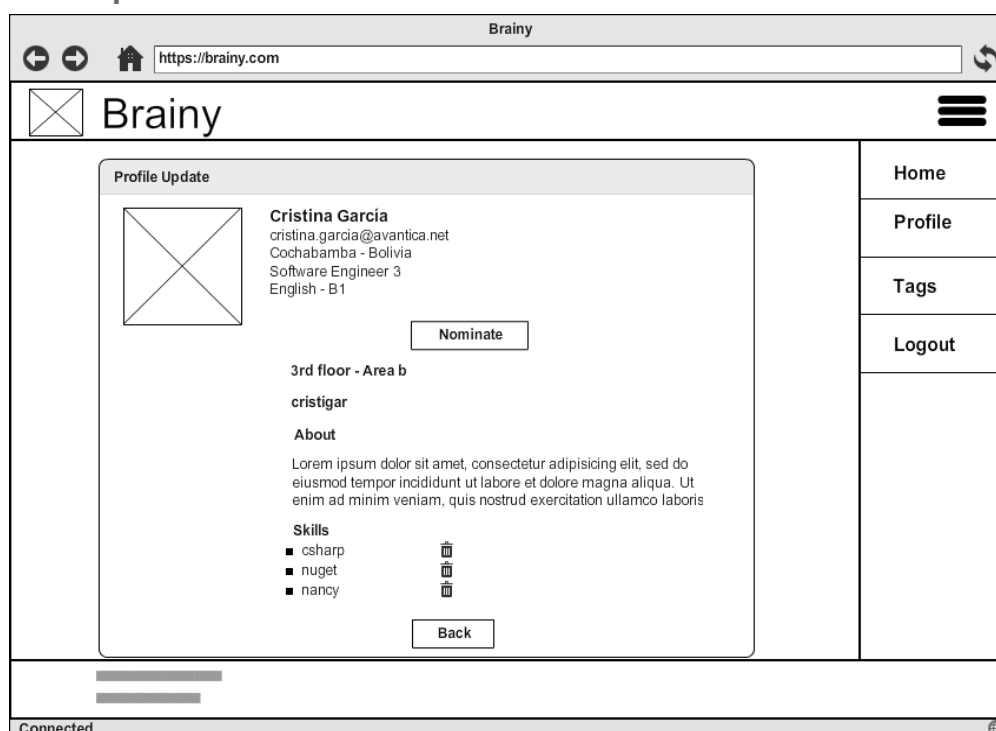 Brainy
https://brainy.com
Brainy
Profile Update
Cristina García
cristina.garcia@avantica.net
Cochabamba - Bolivia
Software Engineer 3
English - B1
Nominate
3rd floor - Area b
cristigar
About
Lorem ipsum dolor sit amet, consectetur adipisicing elit, sed do
eiusmod tempor incididunt ut labore et dolore magna aliqua. Ut
enim ad minim veniam, quis nostrud exercitation ullamco laboris
Skills
csharp
nuget
nancy
Back
Home
Profile
Tags
Logout
Connected